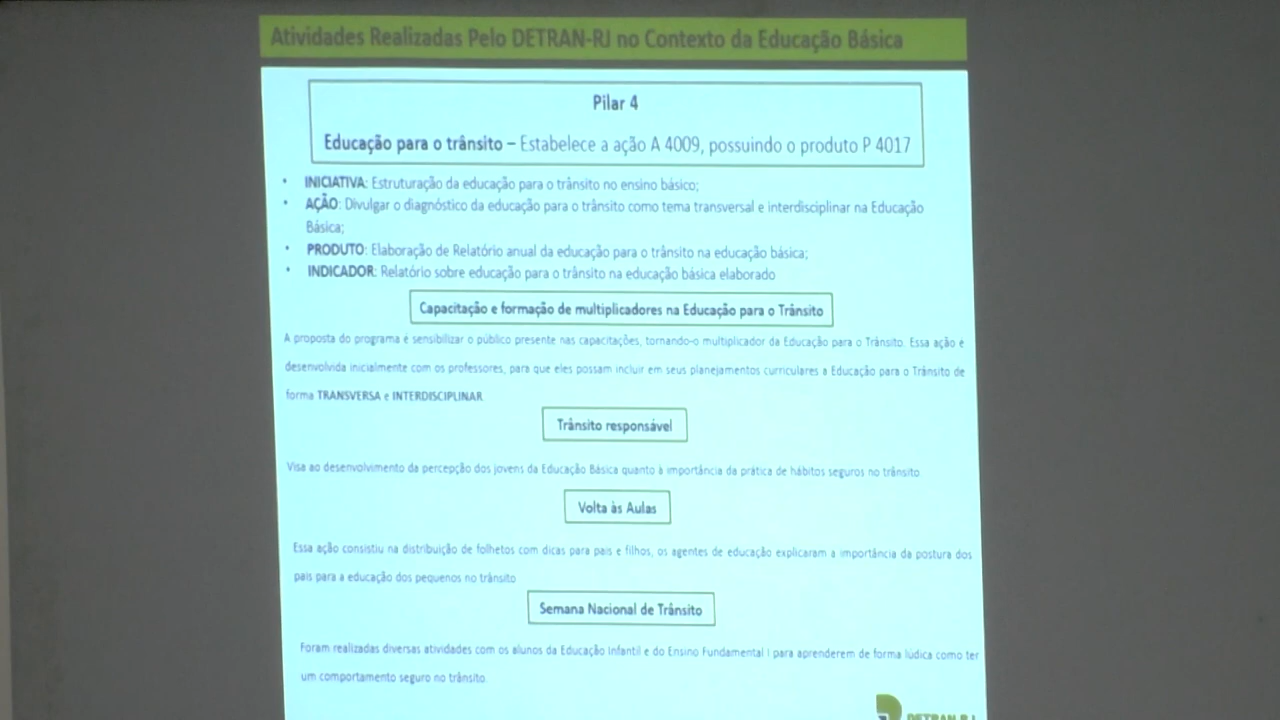 Atividades Realizadas Pelo DETRAN-RJ no Contexto da Educação Básica
Pilar 4
Educação para o trânsito – Estabelece a ação A 4009, possuindo o produto P 4017
• INICIATIVA: Estruturação da educação para o trânsito no ensino básico;
• AÇÃO: Divulgar o diagnóstico da educação para o trânsito como tema transversal e interdisciplinar na Educação
Básica;
• PRODUTO: Elaboração de Relatório anual da educação para o trânsito na educação básica;
• INDICADOR: Relatório sobre educação para o trânsito na educação básica elaborado
Capacitação e formação de multiplicadores na Educação para o Trânsito
A proposta do programa é sensibilizar o público presente nas capacitações, tornando-o multiplicador da Educação para o Trânsito. Essa ação é
desenvolvida inicialmente com os professores, para que eles possam incluir em seus planejamentos curriculares a Educação para o Trânsito de
forma TRANSVERSA e INTERDISCIPLINAR
Trânsito responsável
Visa ao desenvolvimento da percepção dos jovens da Educação Básica quanto à importância da prática de hábitos seguros no trânsito.
Volta às Aulas
Essa ação consistiu na distribuição de folhetos com dicas para pais e filhos, os agentes de educação explicaram a importância da postura dos
pais para a educação dos pequenos no trânsito
Semana Nacional de Trânsito
Foram realizadas diversas atividades com os alunos da Educação Infantil e do Ensino Fundamental I para aprenderem de forma lúdica como ter
um comportamento seguro no trânsito.
DETRAN-RJ